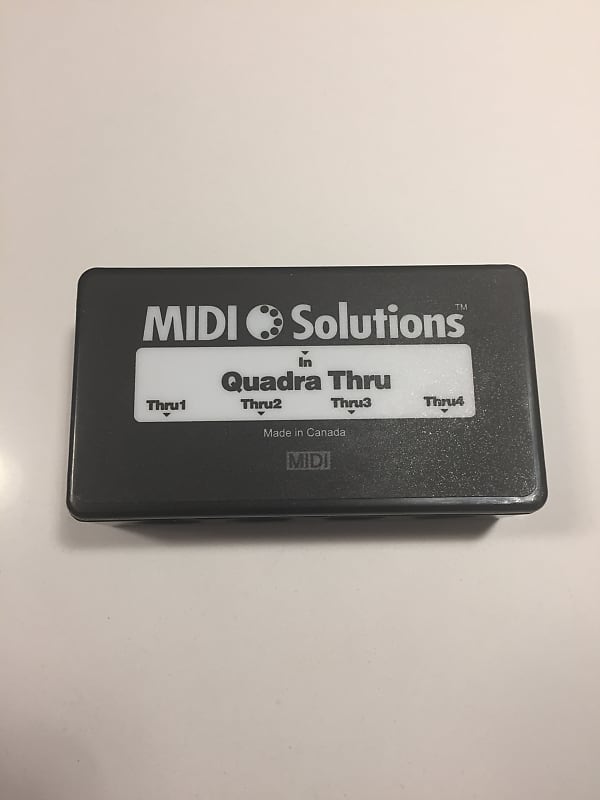 MIDI Solutions™
In
Quadra Thru
Thru1 Thru2 Thru3 Thru4
Made in Canada
MIDI